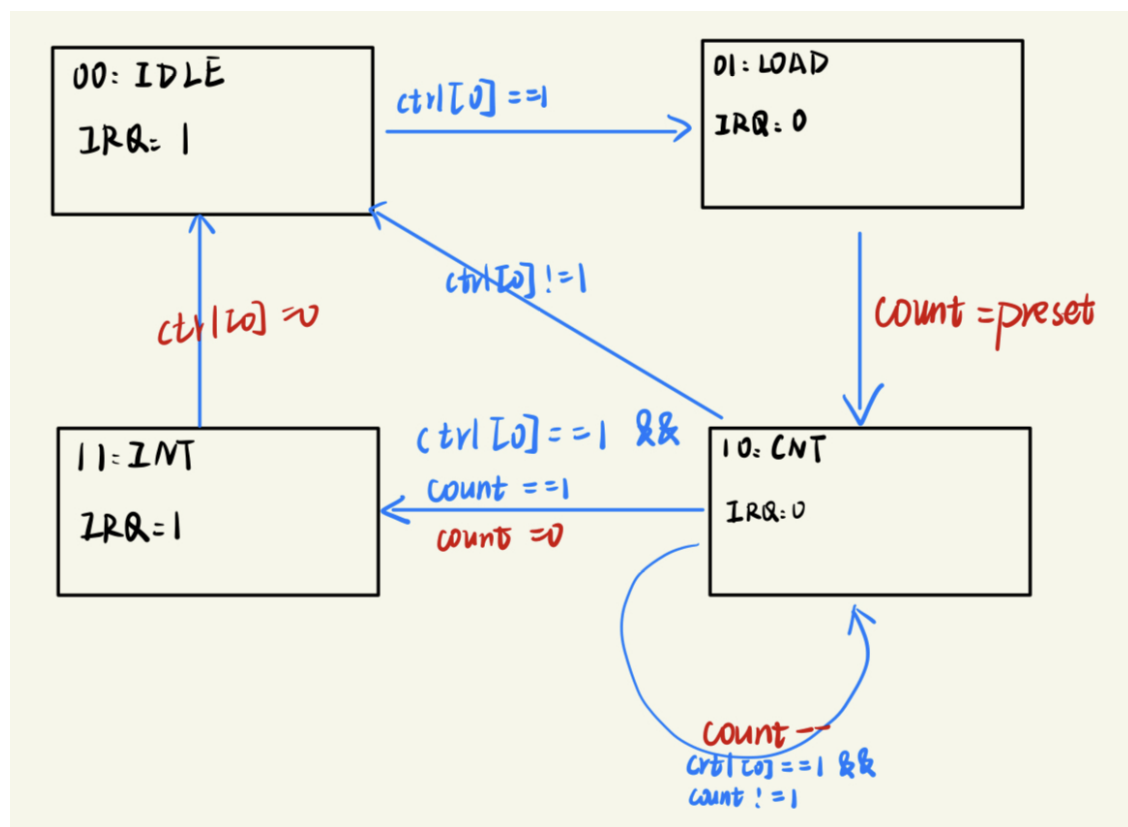 00: IDLE
IRQ= 1
ctrl[0]==1
01: LOAD
IRQ: 0
ctrl[0]!=1
ctrl[0]=0
count=preset
11: INT
IRQ=1
ctrl[0]==1 &&
count ==1
count =0
10: CNT
IRQ:0
count--
crtl[0]==1 &&
count !=1